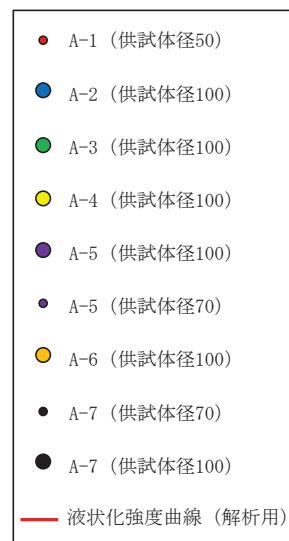 A-1（供試体径50）
A-2（供試体径100）
A-3（供試体径100）
A-4（供試体径100）
A-5（供試体径100）
A-5（供試体径70）
A-6（供試体径100）
A-7（供試体径70）
A-7（供試体径100）
液状化強度曲線（解析用）